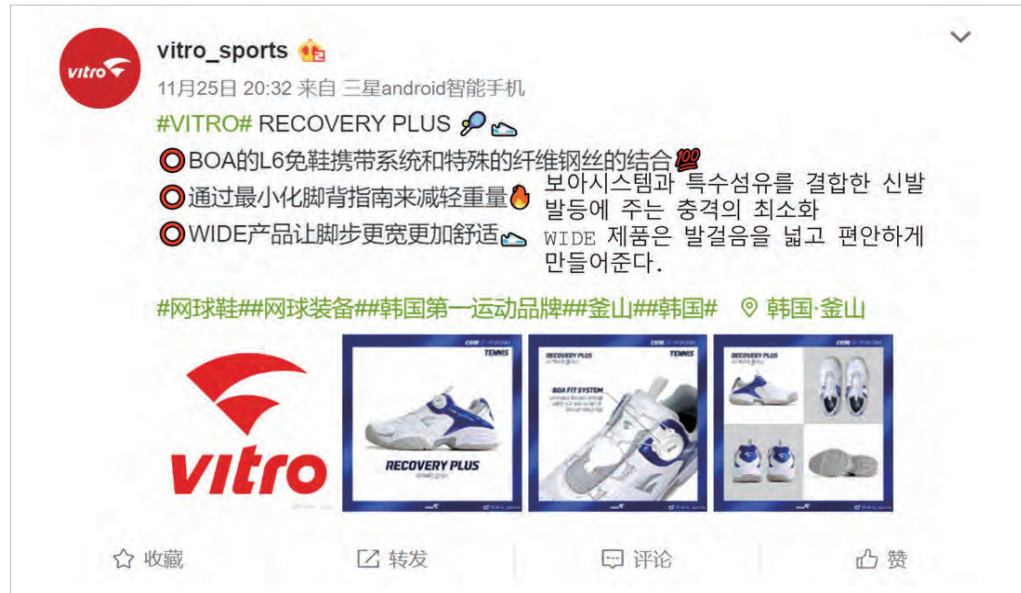 vitro
vitro_sports
11月25日 20:32 来自 三星android智能手机
#VITRO# RECOVERY PLUS
BOA的L6免鞋携带系统和特殊的纤维钢丝的结合💯
通过最小化脚背指南来减轻重量
WIDE产品让脚步更宽更加舒适
보아시스템과 특수섬유를 결합한 신발
발등에 주는 충격의 최소화
WIDE 제품은 발걸음을 넓고 편안하게
만들어준다.
#网球鞋##网球装备##韩国第一运动品牌##釜山##韩国# 韩国·釜山
vitro
TENNIS
RECOVERY PLUS
RECOVERY PLUS
TENNIS
BOA FIT SYSTEM
RECOVERY PLUS
收藏
转发
评论
赞